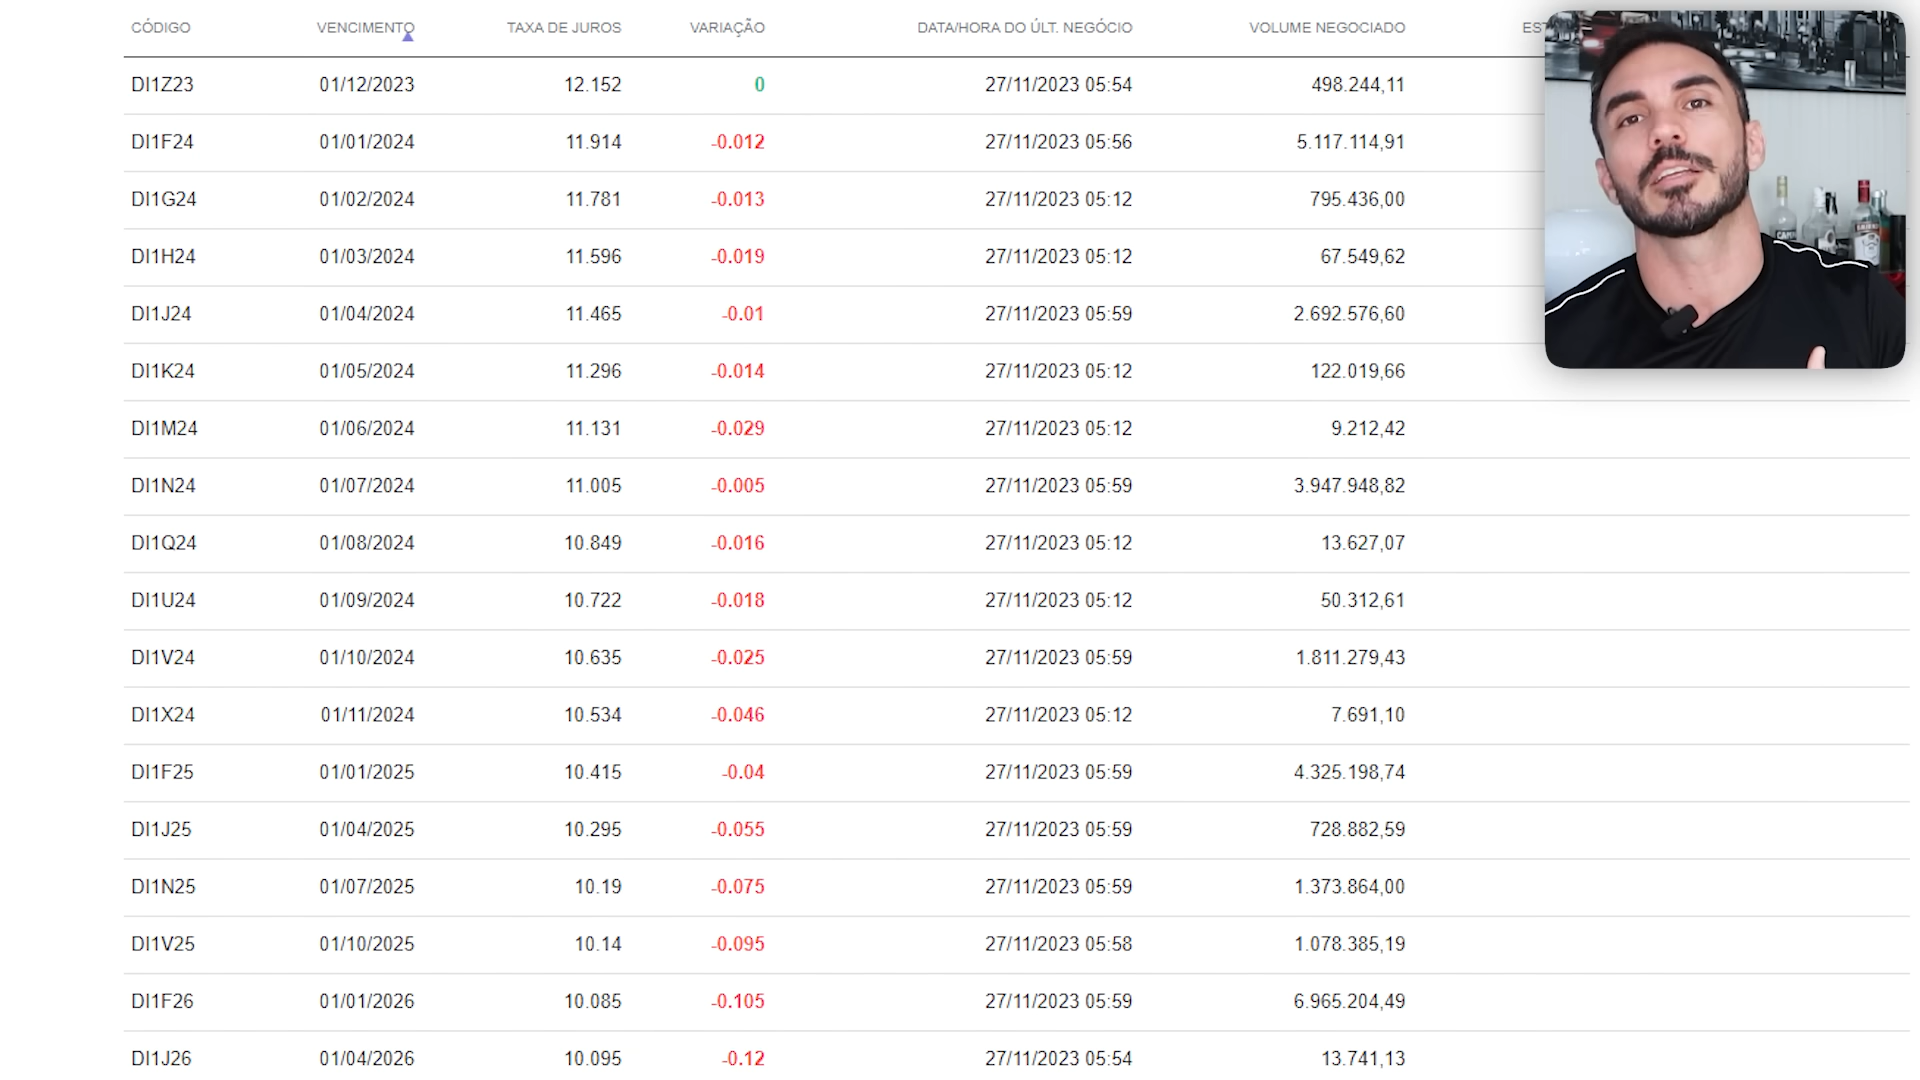 CÓDIGO VENCIMENTO TAXA DE JUROS VARIAÇÃO DATA/HORA DO ÚLT. NEGÓCIO VOLUME NEGOCIADO
DI1Z23 01/12/2023 12.152 0 27/11/2023 05:54 498.244,11
DI1F24 01/01/2024 11.914 -0.012 27/11/2023 05:56 5.117.114,91
DI1G24 01/02/2024 11.781 -0.013 27/11/2023 05:12 795.436,00
DI1H24 01/03/2024 11.596 -0.019 27/11/2023 05:12 67.549,62
DI1J24 01/04/2024 11.465 -0.01 27/11/2023 05:59 2.692.576,60
DI1K24 01/05/2024 11.296 -0.014 27/11/2023 05:12 122.019,66
DI1M24 01/06/2024 11.131 -0.029 27/11/2023 05:12 9.212,42
DI1N24 01/07/2024 11.005 -0.005 27/11/2023 05:59 3.947.948,82
DI1Q24 01/08/2024 10.849 -0.016 27/11/2023 05:12 13.627,07
DI1U24 01/09/2024 10.722 -0.018 27/11/2023 05:12 50.312,61
DI1V24 01/10/2024 10.635 -0.025 27/11/2023 05:59 1.811.279,43
DI1X24 01/11/2024 10.534 -0.046 27/11/2023 05:12 7.691,10
DI1F25 01/01/2025 10.415 -0.04 27/11/2023 05:59 4.325.198,74
DI1J25 01/04/2025 10.295 -0.055 27/11/2023 05:59 728.882,59
DI1N25 01/07/2025 10.19 -0.075 27/11/2023 05:59 1.373.864,00
DI1V25 01/10/2025 10.14 -0.095 27/11/2023 05:58 1.078.385,19
DI1F26 01/01/2026 10.085 -0.105 27/11/2023 05:59 6.965.204,49
DI1J26 01/04/2026 10.095 -0.12 27/11/2023 05:54 13.741,13